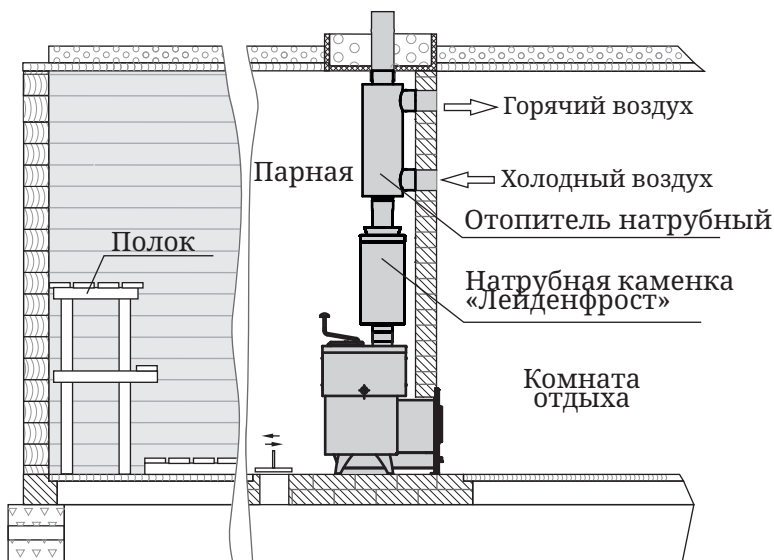 Горячий воздух
Парная
Холодный воздух
Отопитель натрубный
Полок
Натрубная каменка
«Лейденфрост»
Комната
отдыха